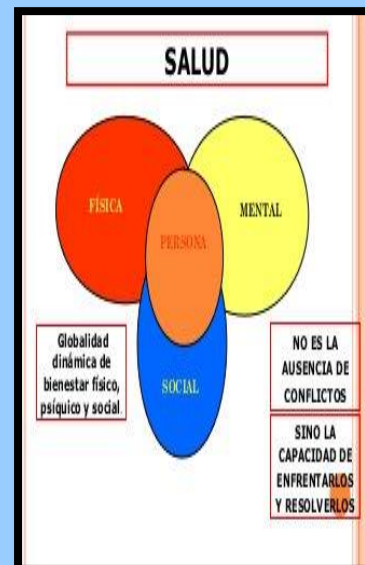 SALUD
FÍSICA
MENTAL
PERSONA
SOCIAL
Globalidad
dinámica de
bienestar físico,
psíquico y social.
NO ES LA
AUSENCIA DE
CONFLICTOS
SINO LA
CAPACIDAD DE
ENFRENTARLOS
Y RESOLVERLOS